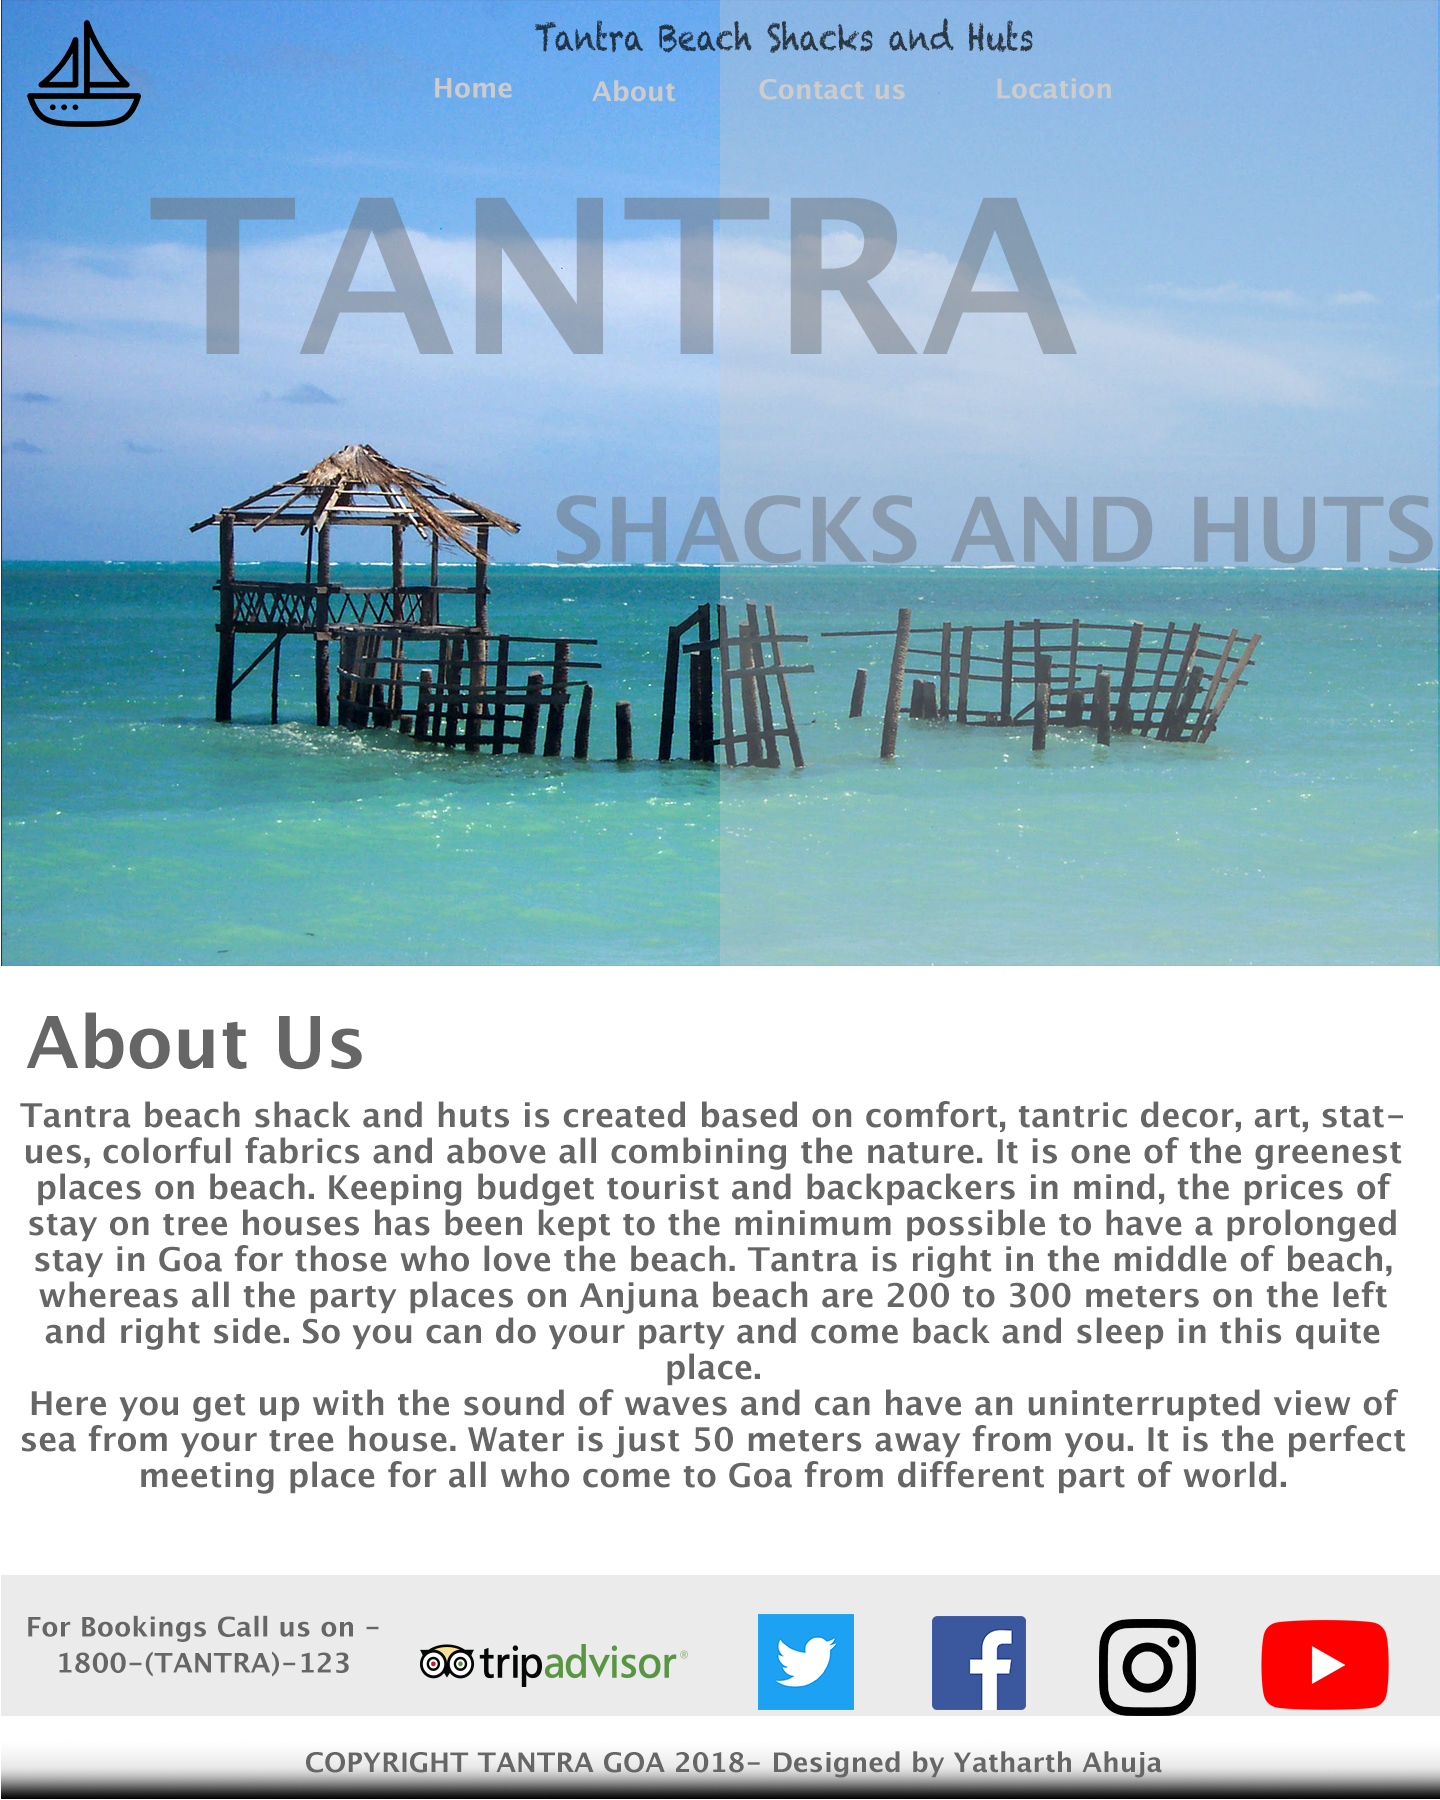 Tantra Beach Shacks and Huts
Home About Contact us Location
TANTRA
SHACKS AND HUTS
About Us
Tantra beach shack and huts is created based on comfort, tantric decor, art, stat-
ues, colorful fabrics and above all combining the nature. It is one of the greenest
places on beach. Keeping budget tourist and backpackers in mind, the prices of
stay on tree houses has been kept to the minimum possible to have a prolonged
stay in Goa for those who love the beach. Tantra is right in the middle of beach,
whereas all the party places on Anjuna beach are 200 to 300 meters on the left
and right side. So you can do your party and come back and sleep in this quite
place.
Here you get up with the sound of waves and can have an uninterrupted view of
sea from your tree house. Water is just 50 meters away from you. It is the perfect
meeting place for all who come to Goa from different part of world.
For Bookings Call us on -
1800-(TANTRA)-123
tripadvisor®
COPYRIGHT TANTRA GOA 2018- Designed by Yatharth Ahuja